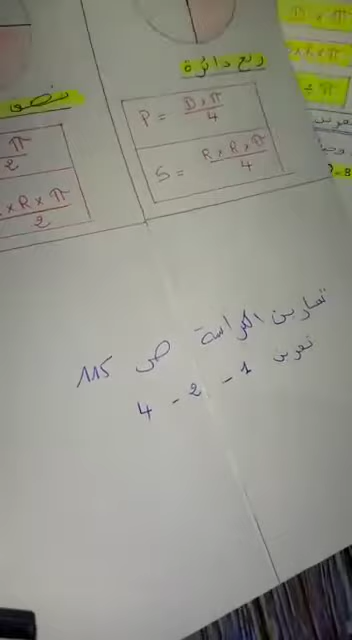 ربع دائرة
P = D × π / 4
S = R × R × π / 4
نصف
π / 2
× R × π / 2
π
× R × π
÷ π
تمارين الكراسة ص 115
تمرين 1 - 2 - 4